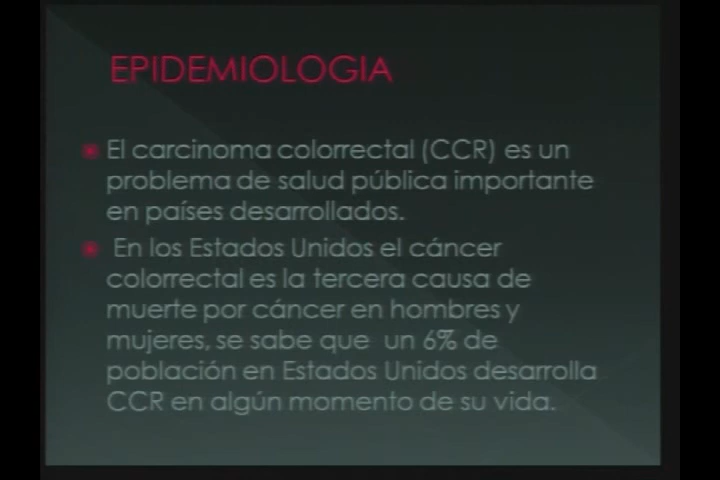 EPIDEMIOLOGIA
El carcinoma colorrectal (CCR) es un
problema de salud pública importante
en países desarrollados.
En los Estados Unidos el cáncer
colorrectal es la tercera causa de
muerte por cáncer en hombres y
mujeres, se sabe que un 6% de
población en Estados Unidos desarrolla
CCR en algún momento de su vida.